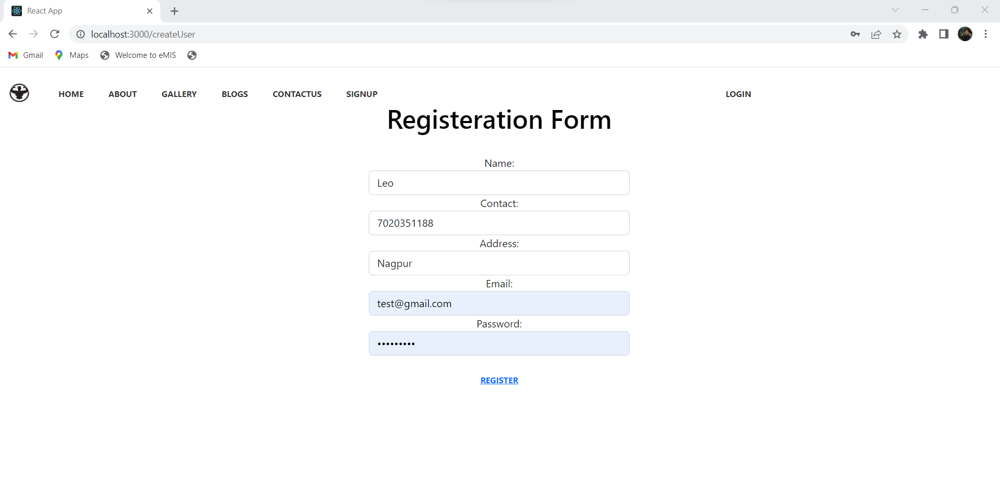 React App
localhost:3000/createUser
Gmail Maps Welcome to eMIS
HOME ABOUT GALLERY BLOGS CONTACTUS SIGNUP LOGIN
Registeration Form
Name:
Leo
Contact:
7020351188
Address:
Nagpur
Email:
test@gmail.com
Password:
•••••••••
REGISTER